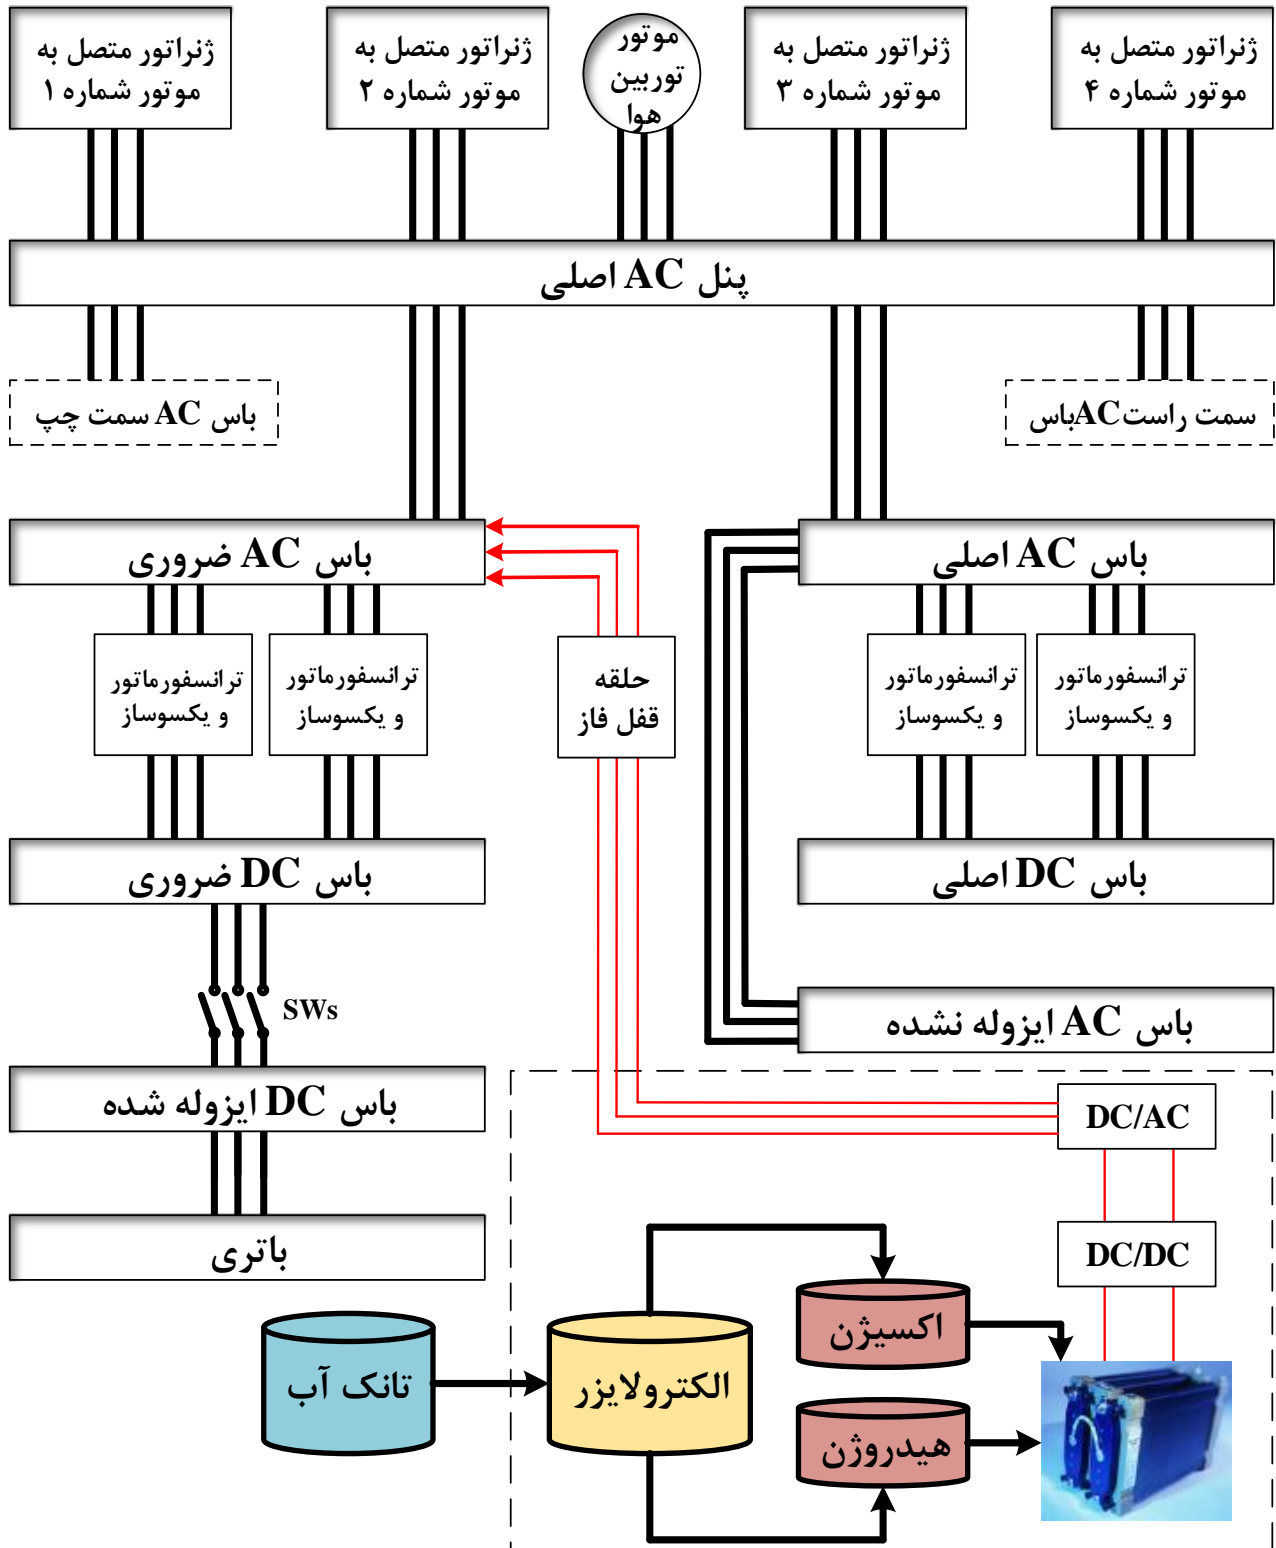 ژنراتور متصل به
موتور شماره ۱
ژنراتور متصل به
موتور شماره ۲
موتور
توربین
هوا
ژنراتور متصل به
موتور شماره ۳
ژنراتور متصل به
موتور شماره ۴
پنل AC اصلی
باس AC سمت چپ
سمت راست ACباس
باس AC ضروری
باس AC اصلی
ترانسفورماتور
و یکسوساز
ترانسفورماتور
و یکسوساز
حلقه
قفل فاز
ترانسفورماتور
و یکسوساز
ترانسفورماتور
و یکسوساز
باس DC ضروری
باس DC اصلی
SWs
باس AC ایزوله نشده
باس DC ایزوله شده
DC/AC
باتری
DC/DC
اکسیژن
تانک آب
الکترولایزر
هیدروژن